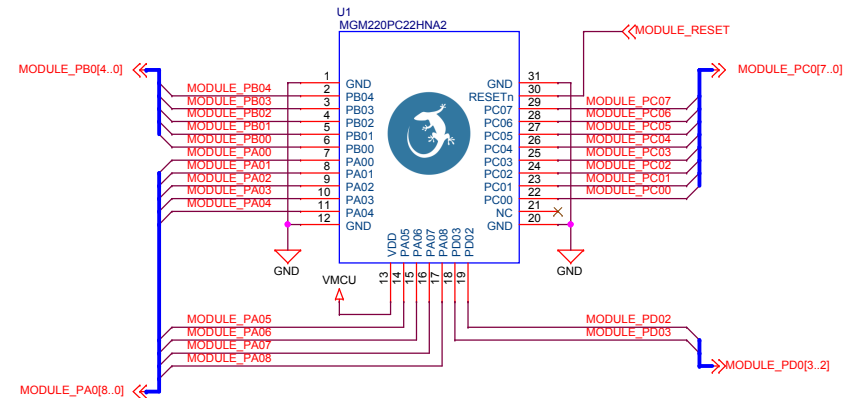 U1
MGM220PC22HNA2
MODULE_RESET
MODULE_PB0[4..0]
MODULE_PC0[7..0]
1 GND
GND 31
MODULE_PB04 2 PB04
RESETn 30
MODULE_PB03 3 PB03
PC07 29 MODULE_PC07
MODULE_PB02 4 PB02
PC06 28 MODULE_PC06
MODULE_PB01 5 PB01
PC05 27 MODULE_PC05
MODULE_PB00 6 PB00
PC04 26 MODULE_PC04
MODULE_PA00 7 PA00
PC03 25 MODULE_PC03
MODULE_PA01 8 PA01
PC02 24 MODULE_PC02
MODULE_PA02 9 PA02
PC01 23 MODULE_PC01
MODULE_PA03 10 PA03
PC00 22 MODULE_PC00
MODULE_PA04 11 PA04
NC 21
12 GND
GND 20
VDD PA05 PA06 PA07 PA08 PD03 PD02
13 14 15 16 17 18 19
GND
GND
VMCU
MODULE_PA05
MODULE_PD02
MODULE_PA06
MODULE_PD03
MODULE_PA07
MODULE_PA08
MODULE_PD0[3..2]
MODULE_PA0[8..0]